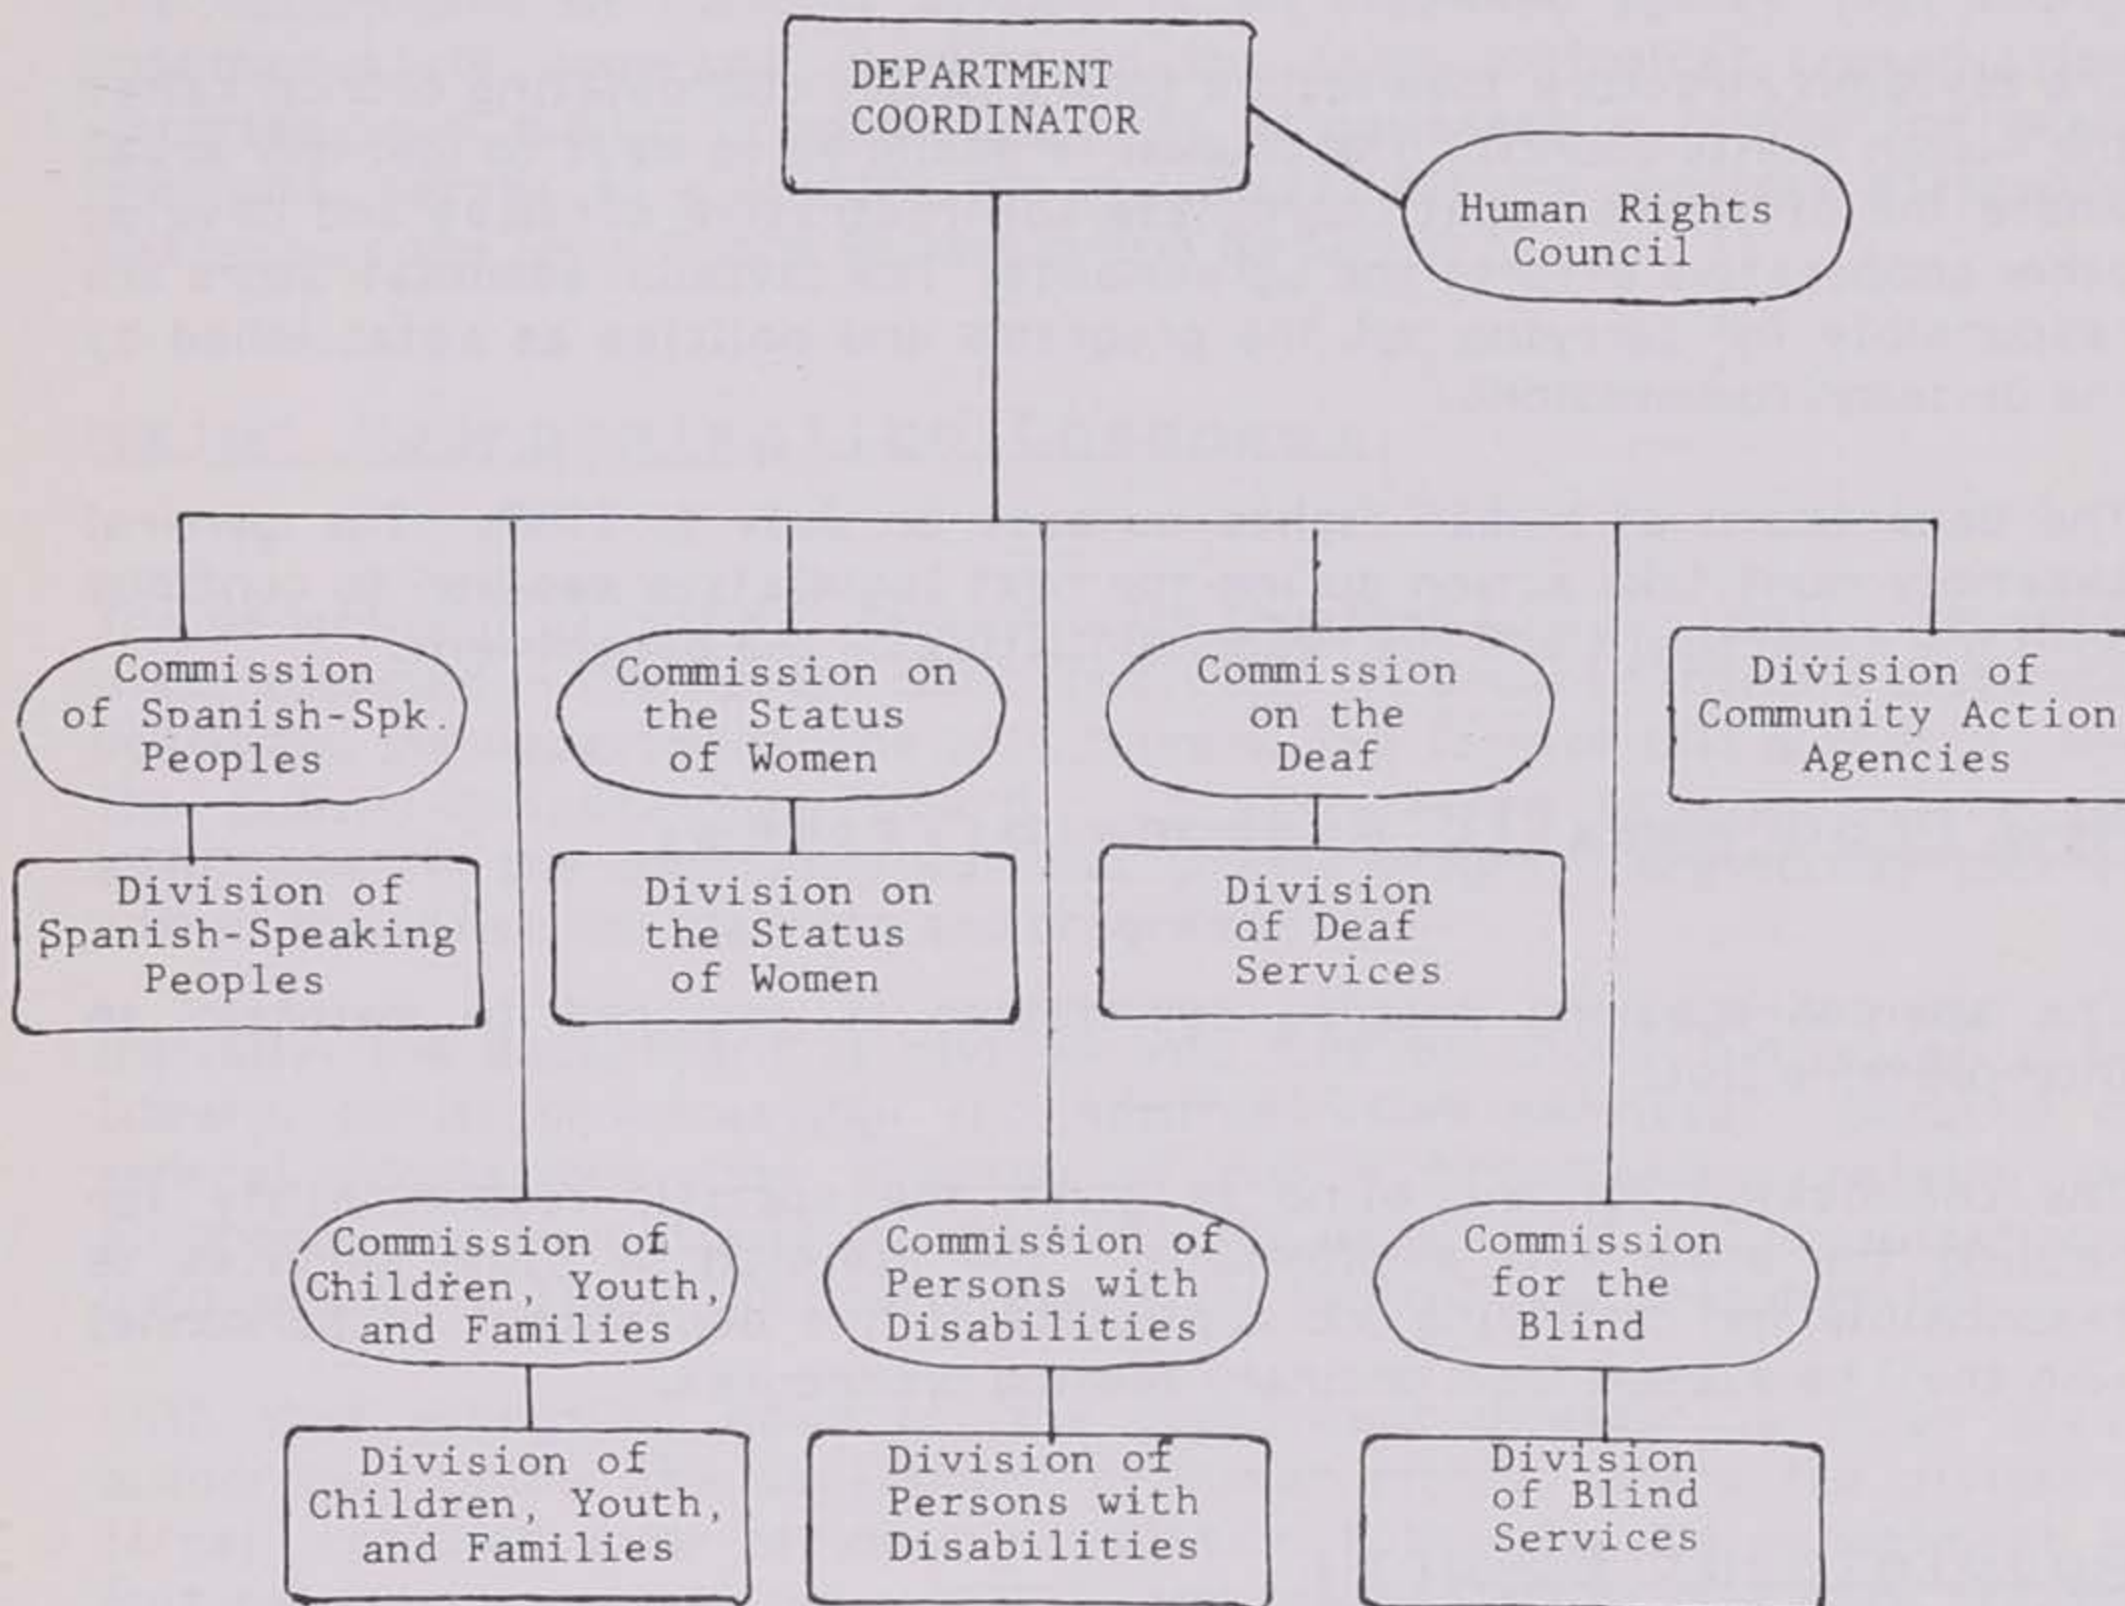 DEPARTMENT
COORDINATOR
Human Rights
Council
Commission
of Spanish-Spk.
Peoples
Commission on
the Status
of Women
Commission
on the
Deaf
Division of
Community Action
Agencies
Division of
Spanish-Speaking
Peoples
Division on
the Status
of Women
Division
of Deaf
Services
Commission of
Children, Youth,
and Families
Commission of
Persons with
Disabilities
Commission
for the
Blind
Division of
Children, Youth,
and Families
Division of
Persons with
Disabilities
Division
of Blind
Services